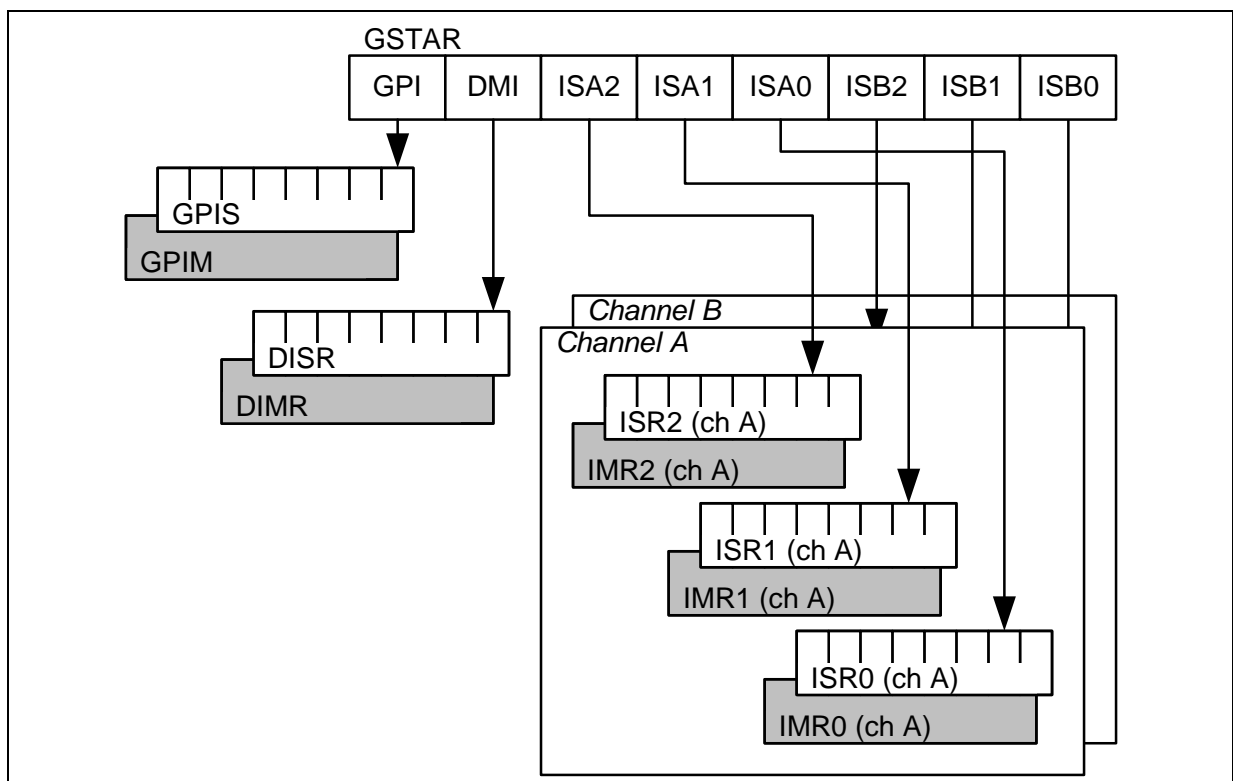 GSTAR
GPI DMI ISA2 ISA1 ISA0 ISB2 ISB1 ISB0
GPIS
GPIM
DISR
DIMR
Channel B
Channel A
ISR2 (ch A)
IMR2 (ch A)
ISR1 (ch A)
IMR1 (ch A)
ISR0 (ch A)
IMR0 (ch A)